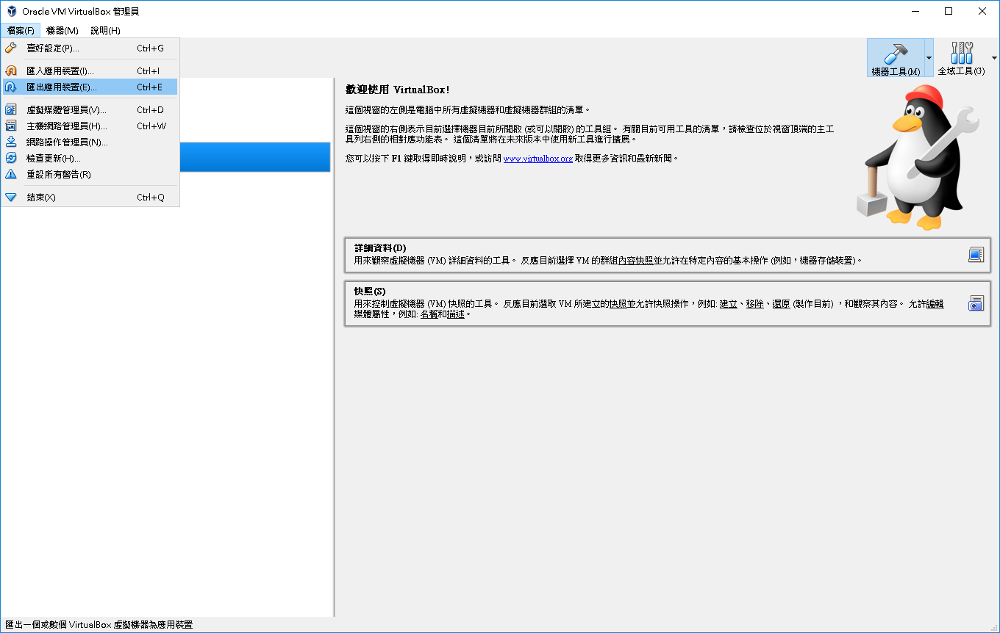 Oracle VM VirtualBox 管理員
檔案(F) 機器(M) 說明(H)
喜好設定(P)... Ctrl+G
匯入應用裝置(I)... Ctrl+I
匯出應用裝置(E)... Ctrl+E
虛擬媒體管理員(V)... Ctrl+D
主機網路管理員(H)... Ctrl+W
網路操作管理員(N)...
檢查更新(H)...
重設所有警告(R)
結束(X) Ctrl+Q
機器工具(M) 全域工具(G)
歡迎使用 VirtualBox!
這個視窗的左側是電腦中所有虛擬機器和虛擬機器群組的清單。
這個視窗的右側表示目前選擇機器目前所開啟 (或可以開啟) 的工具組。 有關目前可用工具的清單，請檢查位於視窗頂端的主工
具列右側的相對應功能表。 這個清單將在未來版本中使用新工具進行擴展。
您可以按下 F1 鍵取得即時說明，或訪問 www.virtualbox.org 取得更多資訊和最新新聞。
詳細資料(D)
用來觀察虛擬機器 (VM) 詳細資料的工具。 反應目前選擇 VM 的群組內容快照並允許在特定內容的基本操作 (例如，機器存儲裝置)。
快照(S)
用來控制虛擬機器 (VM) 快照的工具。 反應目前選取 VM 所建立的快照並允許快照操作，例如: 建立、移除、還原 (製作目前) ，和觀察其內容。 允許編輯
媒體屬性，例如: 名稱和描述。
匯出一個或數個 VirtualBox 虛擬機器為應用裝置